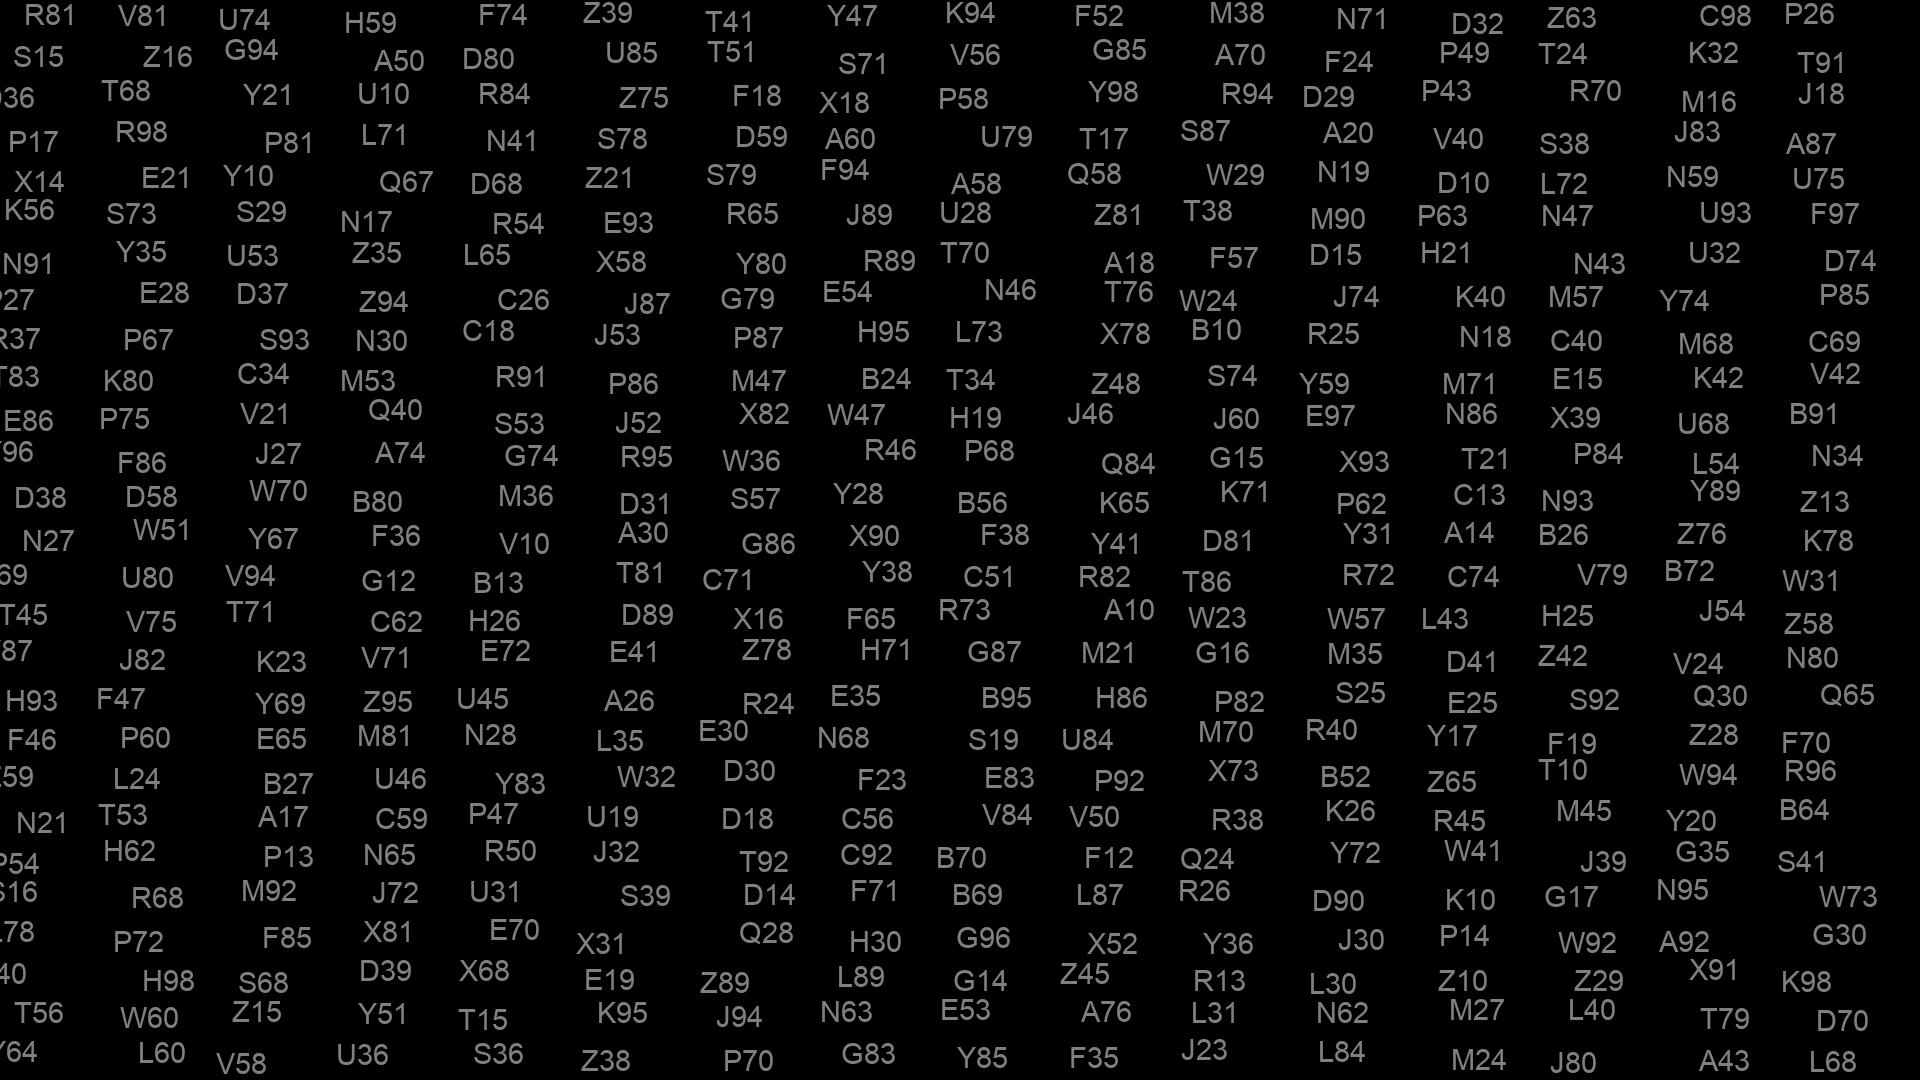 R81 V81 U74 H59 F74 Z39 T41 Y47 K94 F52 M38 N71 D32 Z63 C98 P26
S15 Z16 G94 A50 D80 U85 T51 S71 V56 G85 A70 F24 P49 T24 K32 T91
T68 Y21 U10 R84 Z75 F18 X18 P58 Y98 R94 D29 P43 R70 M16 J18
P17 R98 P81 L71 N41 S78 D59 A60 U79 T17 S87 A20 V40 S38 J83 A87
X14 E21 Y10 Q67 D68 Z21 S79 F94 A58 Q58 W29 N19 D10 L72 N59 U75
K56 S73 S29 N17 R54 E93 R65 J89 U28 Z81 T38 M90 P63 N47 U93 F97
N91 Y35 U53 Z35 L65 X58 Y80 R89 T70 A18 F57 D15 H21 N43 U32 D74
E28 D37 Z94 C26 J87 G79 E54 N46 T76 W24 J74 K40 M57 Y74 P85
R37 P67 S93 N30 C18 J53 P87 H95 L73 X78 B10 R25 N18 C40 M68 C69
T83 K80 C34 M53 R91 P86 M47 B24 T34 Z48 S74 Y59 M71 E15 K42 V42
E86 P75 V21 Q40 S53 J52 X82 W47 H19 J46 J60 E97 N86 X39 U68 B91
F86 J27 A74 G74 R95 W36 R46 P68 Q84 G15 X93 T21 P84 L54 N34
D38 D58 W70 B80 M36 D31 S57 Y28 B56 K65 K71 P62 C13 N93 Y89 Z13
N27 W51 Y67 F36 V10 A30 G86 X90 F38 Y41 D81 Y31 A14 B26 Z76 K78
U80 V94 G12 B13 T81 C71 Y38 C51 R82 T86 R72 C74 V79 B72 W31
T45 V75 T71 C62 H26 D89 X16 F65 R73 A10 W23 W57 L43 H25 J54 Z58
J82 K23 V71 E72 E41 Z78 H71 G87 M21 G16 M35 D41 Z42 V24 N80
H93 F47 Y69 Z95 U45 A26 R24 E35 B95 H86 P82 S25 E25 S92 Q30 Q65
F46 P60 E65 M81 N28 L35 E30 N68 S19 U84 M70 R40 Y17 F19 Z28 F70
L24 B27 U46 Y83 W32 D30 F23 E83 P92 X73 B52 Z65 T10 W94 R96
N21 T53 A17 C59 P47 U19 D18 C56 V84 V50 R38 K26 R45 M45 Y20 B64
P54 H62 P13 N65 R50 J32 T92 C92 B70 F12 Q24 Y72 W41 J39 G35 S41
S16 R68 M92 J72 U31 S39 D14 F71 B69 L87 R26 D90 K10 G17 N95 W73
P72 F85 X81 E70 X31 Q28 H30 G96 X52 Y36 J30 P14 W92 A92 G30
H98 S68 D39 X68 E19 Z89 L89 G14 Z45 R13 L30 Z10 Z29 X91 K98
T56 W60 Z15 Y51 T15 K95 J94 N63 E53 A76 L31 N62 M27 L40 T79 D70
L60 V58 U36 S36 Z38 P70 G83 Y85 F35 J23 L84 M24 J80 A43 L68